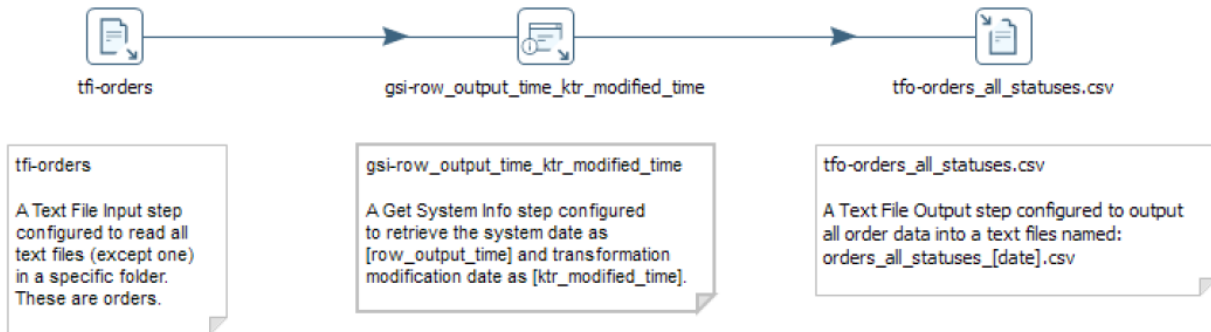 tfi-orders
gsi-row_output_time_ktr_modified_time
tfo-orders_all_statuses.csv
tfi-orders
A Text File Input step
configured to read all
text files (except one)
in a specific folder.
These are orders.
gsi-row_output_time_ktr_modified_time
A Get System Info step configured
to retrieve the system date as
[row_output_time] and transformation
modification date as [ktr_modified_time].
tfo-orders_all_statuses.csv
A Text File Output step configured to output
all order data into a text files named:
orders_all_statuses_[date].csv